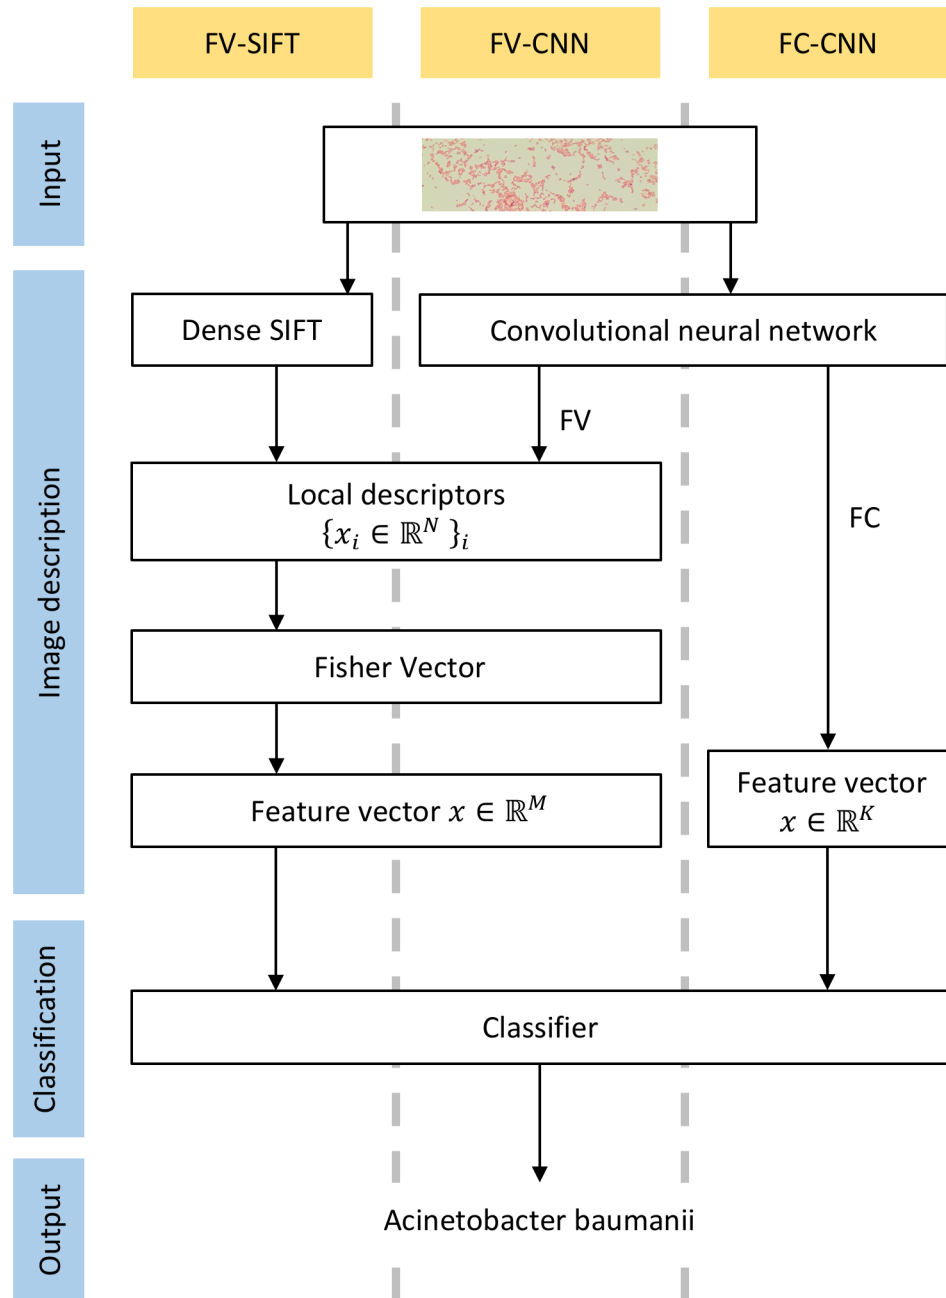 FV-SIFT
FV-CNN
FC-CNN
Input
Image description
Classification
Output
Dense SIFT
Convolutional neural network
FV
FC
Local descriptors
{𝑥ᵢ ∈ ℝᴺ }ᵢ
Fisher Vector
Feature vector 𝑥 ∈ ℝᴹ
Feature vector
𝑥 ∈ ℝᴷ
Classifier
Acinetobacter baumanii